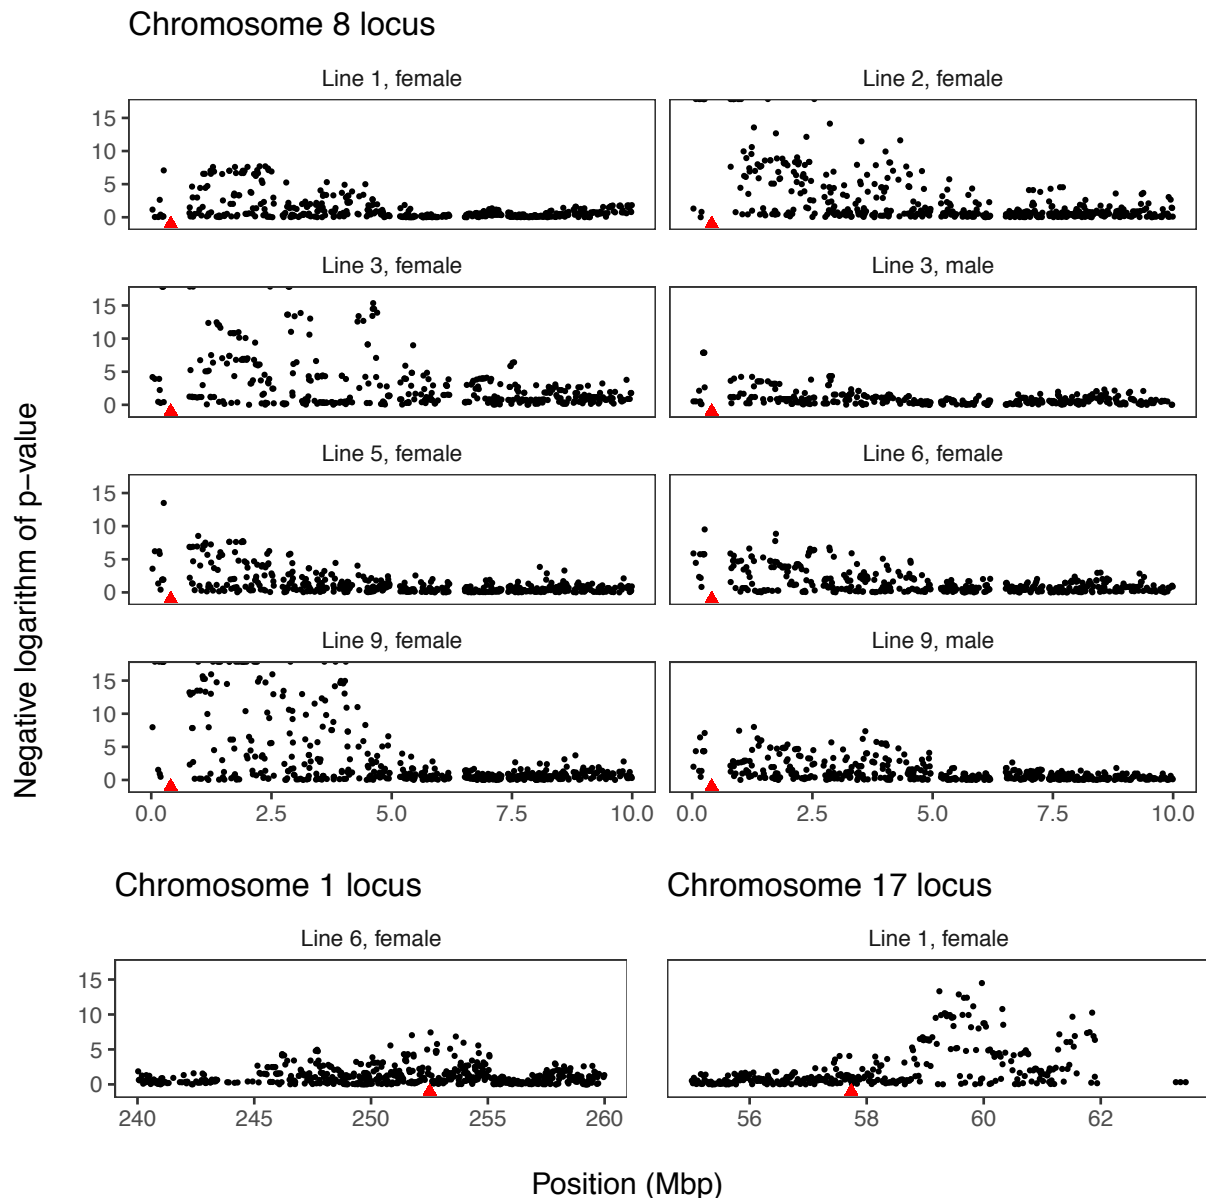 Chromosome 8 locus
Line 1, female
Line 2, female
15
10
5
0
Line 3, female
Line 3, male
15
10
5
0
Line 5, female
Line 6, female
15
10
5
0
Line 9, female
Line 9, male
15
10
5
0
0.0 2.5 5.0 7.5 10.0 0.0 2.5 5.0 7.5 10.0
Negative logarithm of p−value
Chromosome 1 locus
Chromosome 17 locus
Line 6, female
Line 1, female
15
10
5
0
240 245 250 255 260
56 58 60 62
Position (Mbp)